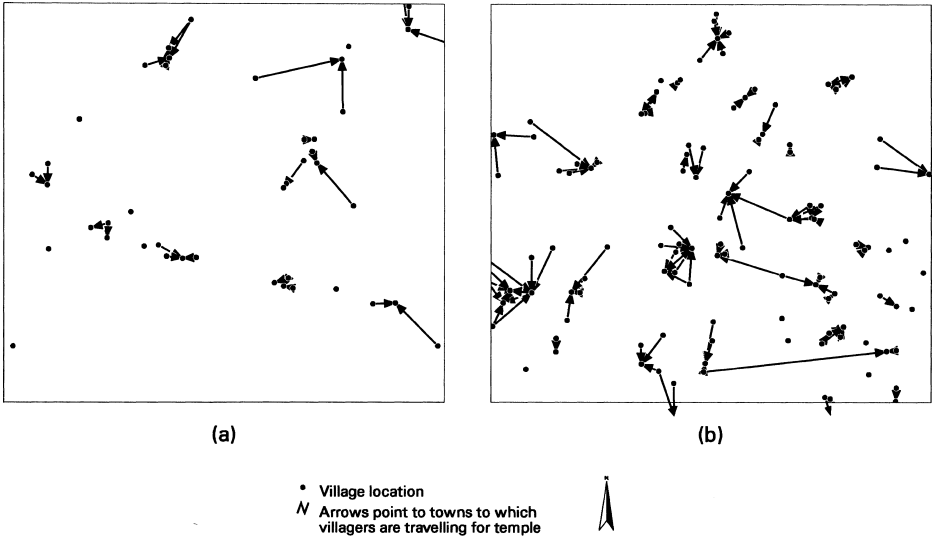 (a)
(b)
Village location
Arrows point to towns to which
villagers are travelling for temple